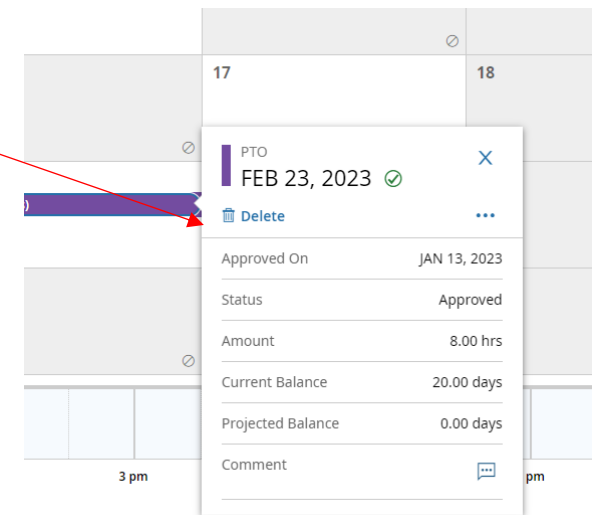 17
18
PTO
FEB 23, 2023
)
Delete
Approved On JAN 13, 2023
Status Approved
Amount 8.00 hrs
Current Balance 20.00 days
Projected Balance 0.00 days
Comment
3 pm
pm